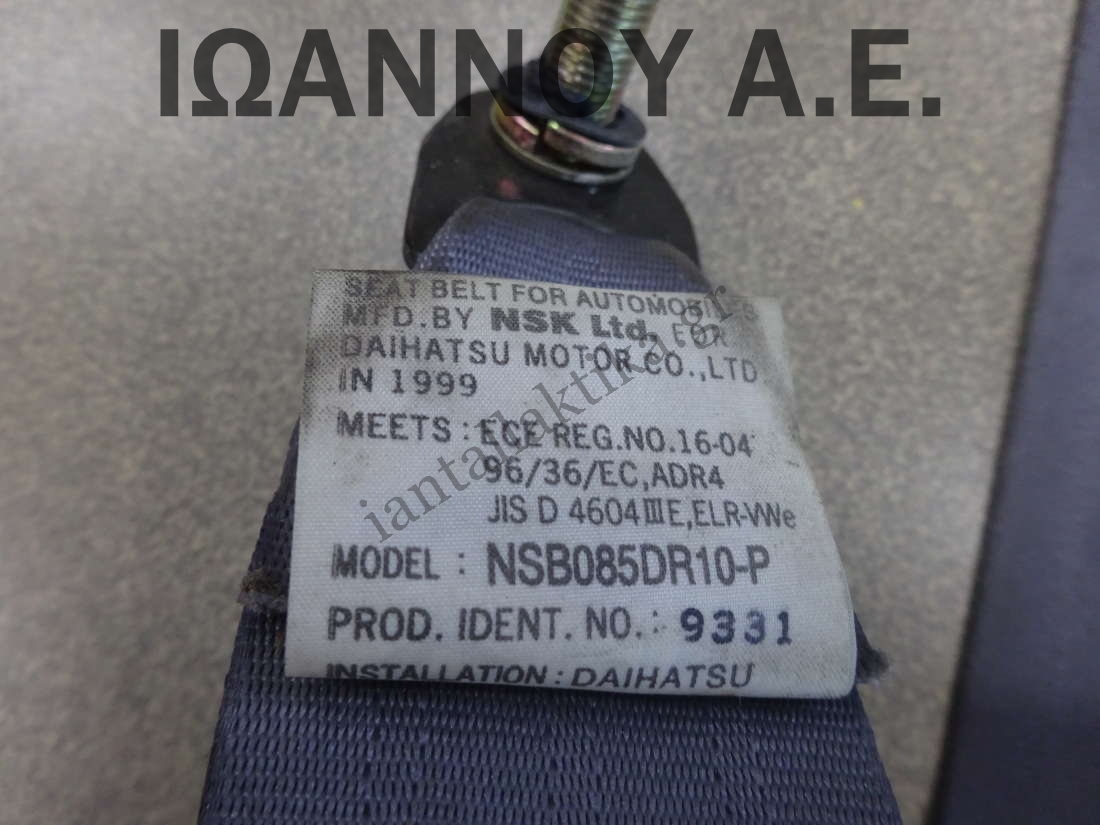 ΙΩΑΝΝΟΥ Α.Ε.
SEAT BELT FOR AUTOMOBILES
MFD.BY NSK Ltd. FOR
DAIHATSU MOTOR CO.,LTD
IN 1999
MEETS : ECE REG.NO.16-04
96/36/EC,ADR4
JIS D 4604ⅢE,ELR-VWe
MODEL : NSB085DR10-P
PROD. IDENT. NO. : 9331
INSTALLATION : DAIHATSU
iantallaktika.gr